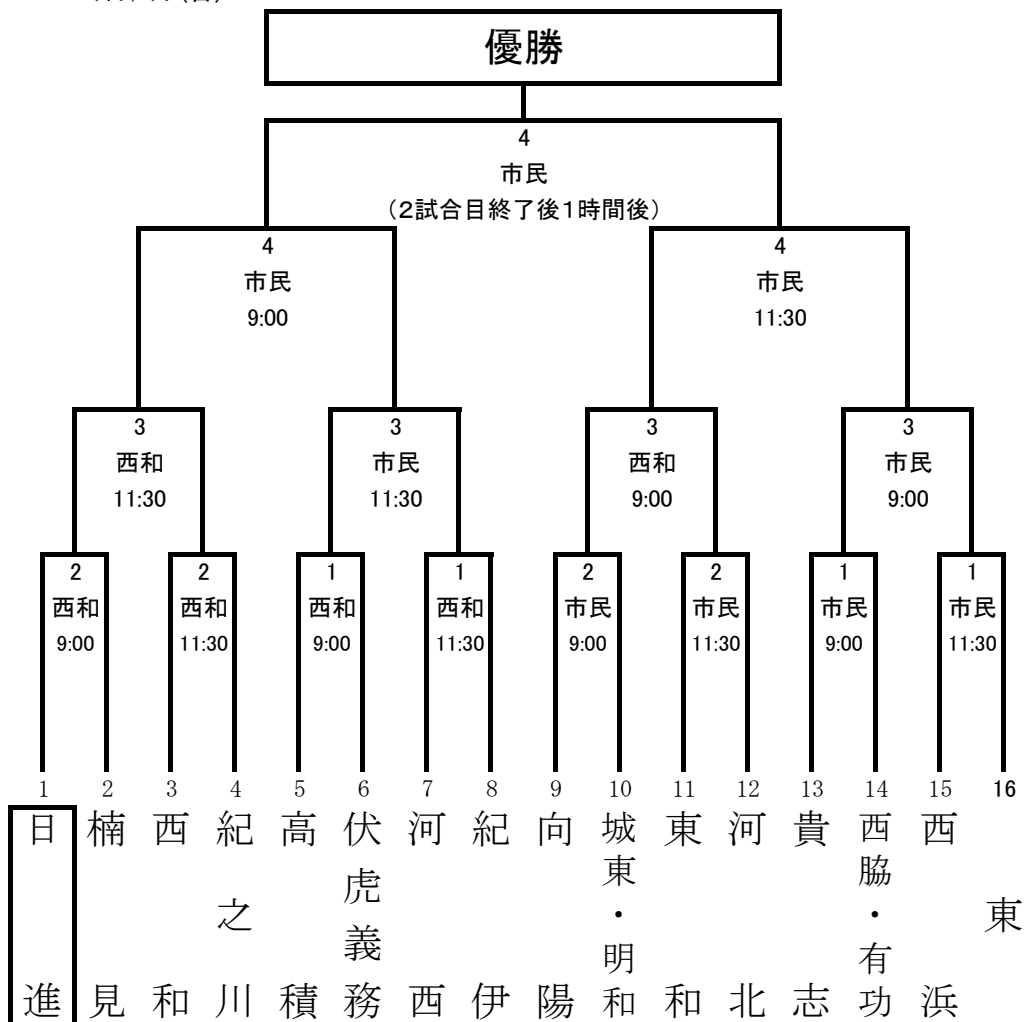 優勝
4
市民
（2試合目終了後1時間後）
4
市民
9:00
4
市民
11:30
3
西和
11:30
3
市民
11:30
3
西和
9:00
3
市民
9:00
2
西和
9:00
2
西和
11:30
1
西和
9:00
1
西和
11:30
2
市民
9:00
2
市民
11:30
1
市民
9:00
1
市民
11:30
1
日進
2
楠見
3
西和
4
紀之川
5
高積
6
伏虎義務
7
河西
8
紀伊
9
向陽
10
城東・明和
11
東和
12
河北
13
貴志
14
西脇・有功
15
西浜
16
東